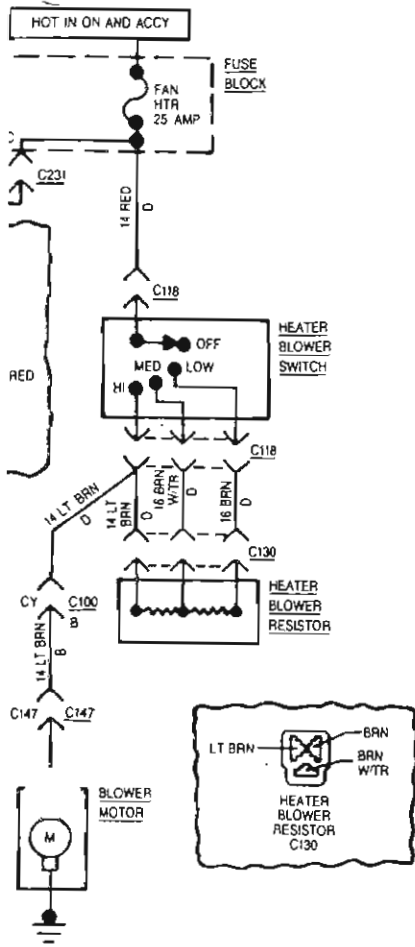 HOT IN ON AND ACCY
FUSE
BLOCK
FAN
HTR
25 AMP
C231
14 RED
D
C118
HEATER
BLOWER
SWITCH
OFF
MED
LOW
HI
RED
C118
14 LT BRN
D
14 LT
BRN
D
16 BRN
W/TR
D
16 BRN
D
C130
HEATER
BLOWER
RESISTOR
CY
C100
B
14 LT BRN
B
C147
C147
BLOWER
MOTOR
M
LT BRN
BRN
BRN
W/TR
HEATER
BLOWER
RESISTOR
C130